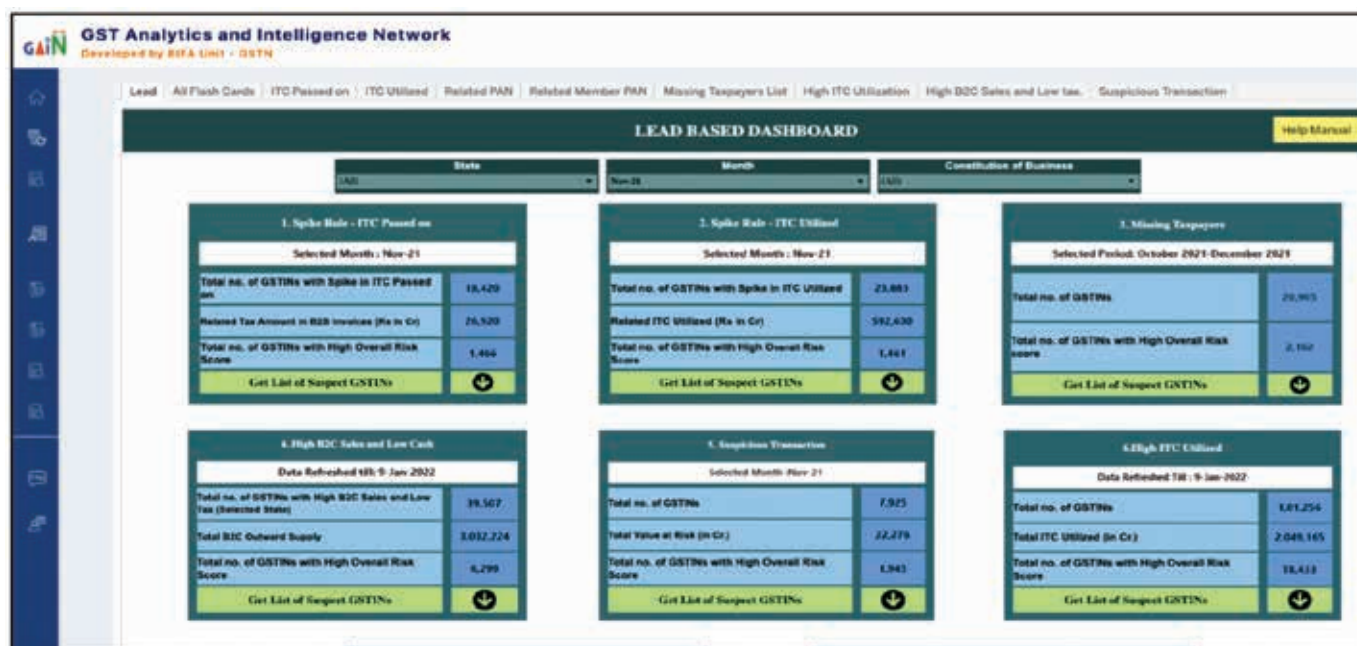 GAiN
GST Analytics and Intelligence Network
Developed by BIFA Unit - GSTN
Lead | All Flash Cards | ITC Passed on | ITC Utilized | Related PAN | Related Member PAN | Missing Taxpayers List | High ITC Utilization | High B2C Sales and Low tax. | Suspicious Transaction
LEAD BASED DASHBOARD
Help Manual
State Month Constitution of Business
(All) Nov-21 (All)
1. Spike Rule - ITC Passed on
Selected Month : Nov-21
Total no. of GSTINs with Spike in ITC Passed
on
18,420
Related Tax Amount in B2B Invoices (Rs in Cr) 26,920
Total no. of GSTINs with High Overall Risk
Score
1,466
Get List of Suspect GSTINs
2. Spike Rule - ITC Utilized
Selected Month : Nov-21
Total no. of GSTINs with Spike in ITC Utilized
Related ITC Utilized (Rs in Cr) 592,630
Total no. of GSTINs with High Overall Risk
Score
1,461
Get List of Suspect GSTINs
3. Missing Taxpayers
Selected Period: October 2021-December 2021
Total no. of GSTINs
Total no. of GSTINs with High Overall Risk
score
2,162
Get List of Suspect GSTINs
4.High B2C Sales and Low Cash
Data Refreshed till: 9-Jan-2022
Total no. of GSTINs with High B2C Sales and Low
Tax (Selected State)
39,507
Total B2C Outward Supply 3,032,224
Total no. of GSTINs with High Overall Risk
Score
6,299
Get List of Suspect GSTINs
5. Suspicious Transaction
Selected Month :Nov-21
Total no. of GSTINs 7,925
Total Value at Risk (in Cr.) 22,276
Total no. of GSTINs with High Overall Risk
Score
1,943
Get List of Suspect GSTINs
6.High ITC Utilized
Data Refreshed Till : 9-Jan-2022
Total no. of GSTINs 1,01,256
Total ITC Utilized (in Cr.) 2,049,165
Total no. of GSTINs with High Overall Risk
Score
18,433
Get List of Suspect GSTINs